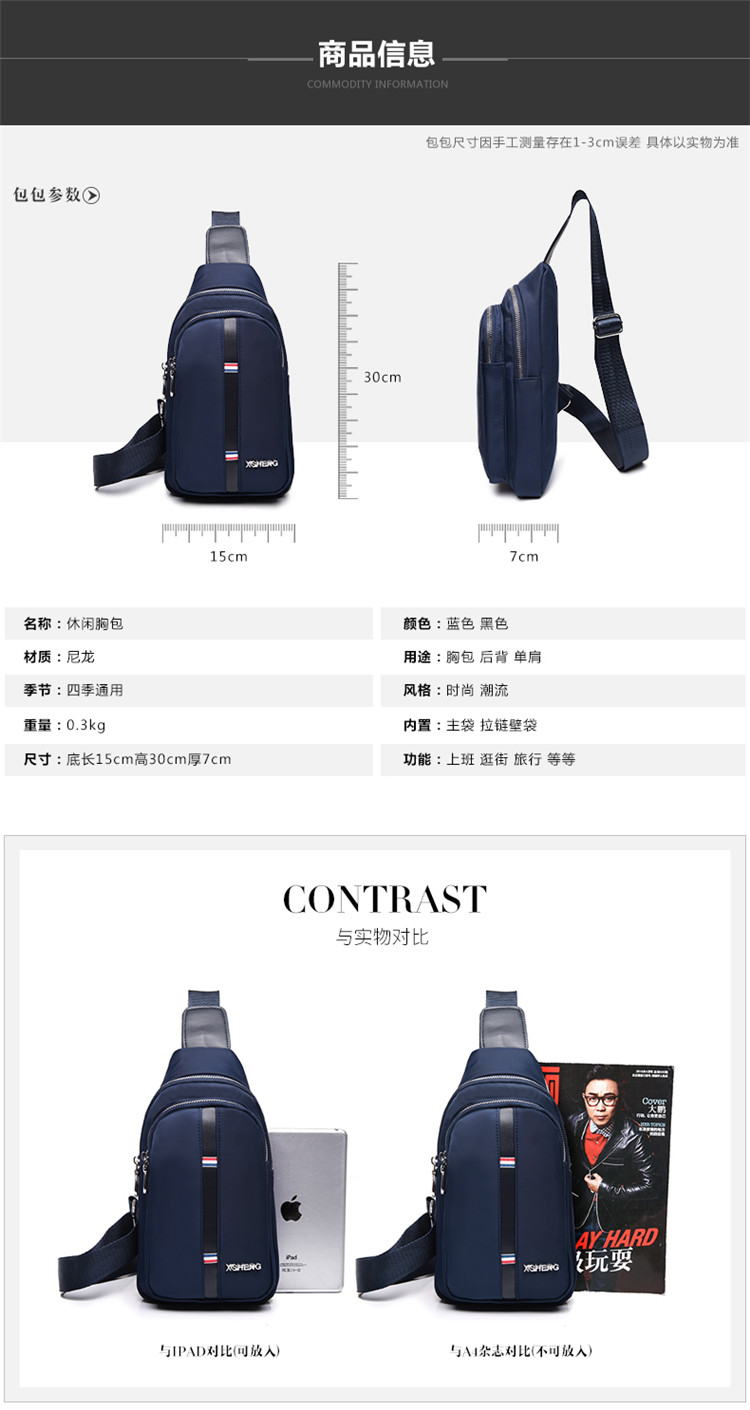 商品信息
COMMODITY INFORMATION
包包尺寸因手工测量存在1-3cm误差 具体以实物为准
包包参数
30cm
XSHERG
15cm
7cm
名称：休闲胸包
颜色：蓝色 黑色
材质：尼龙
用途：胸包 后背 单肩
季节：四季通用
风格：时尚 潮流
重量：0.3kg
内置：主袋 拉链壁袋
尺寸：底长15cm高30cm厚7cm
功能：上班 逛街 旅行 等等
CONTRAST
与实物对比
Cover
大鹏
iPad
AY HARD
玩耍
XSHERG
XSHERG
与IPAD对比(可放入)
与A4杂志对比(不可放入)